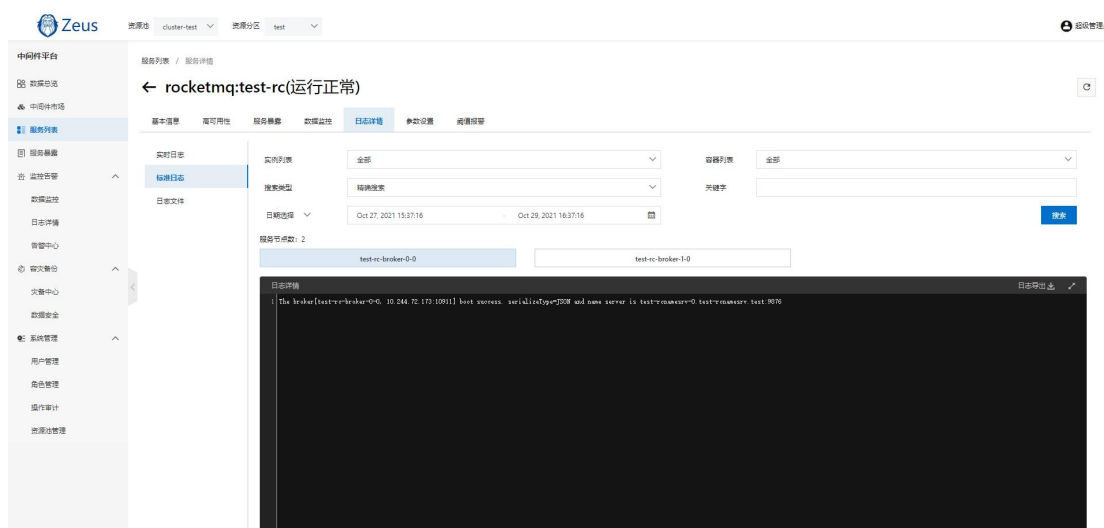 Zeus
资源池 cluster-test 资源分区 test
超级管理
中间件平台
数据总览
中间件市场
服务列表
服务暴露
监控告警
数据监控
日志详情
告警中心
容灾备份
灾备中心
数据安全
系统管理
用户管理
角色管理
操作审计
资源池管理
服务列表 / 服务详情
← rocketmq:test-rc(运行正常)
基本信息 高可用性 服务暴露 数据监控 日志详情 参数设置 阈值报警
实时日志
标准日志
日志文件
实例列表 全部 容器列表 全部
搜索类型 精确搜索 关键字
日期选择 Oct 27, 2021 15:37:16 - Oct 29, 2021 16:37:16 搜索
服务节点数: 2
test-rc-broker-0-0 test-rc-broker-1-0
日志详情 日志导出
1 The broker[test-rc-broker-0-0, 10.244.72.173:10911] boot success. serializeType=JSON and name server is test-rcnamesrv-0.test-rcnamesrv.test:9876